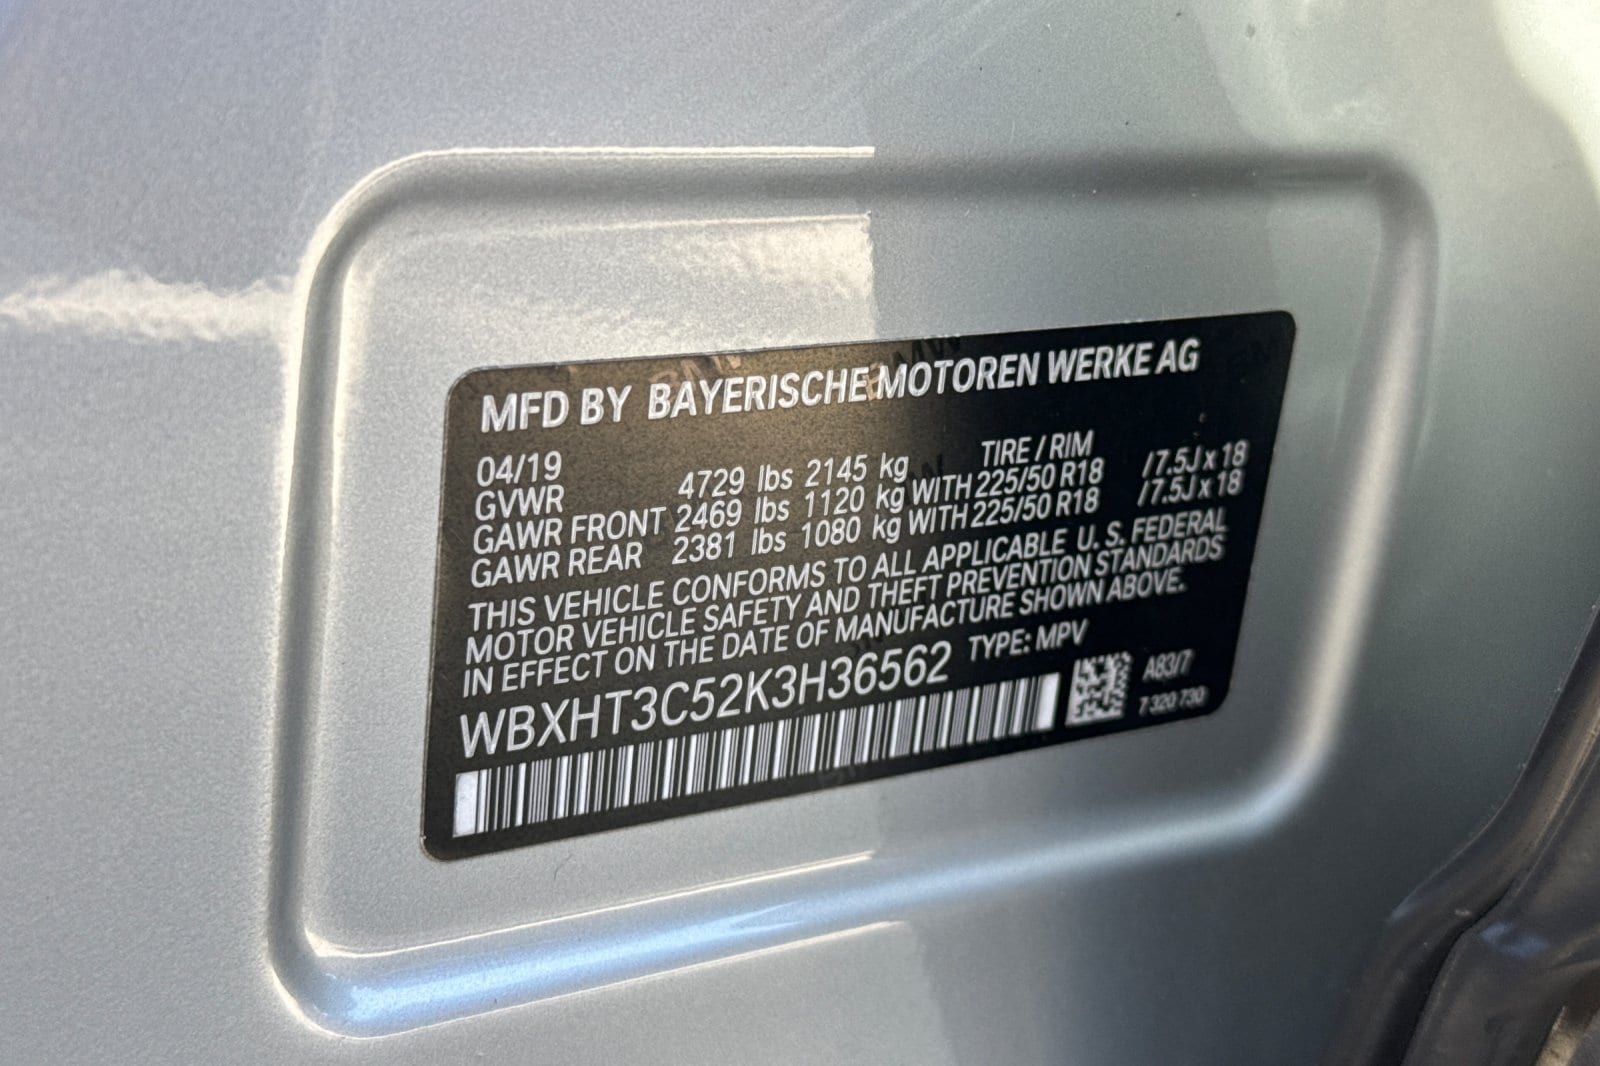 MFD BY BAYERISCHE MOTOREN WERKE AG
04/19 TIRE / RIM
GVWR 4729 lbs 2145 kg
GAWR FRONT 2469 lbs 1120 kg WITH 225/50 R18 /7.5J x 18
GAWR REAR 2381 lbs 1080 kg WITH 225/50 R18 /7.5J x 18
THIS VEHICLE CONFORMS TO ALL APPLICABLE U. S. FEDERAL
MOTOR VEHICLE SAFETY AND THEFT PREVENTION STANDARDS
IN EFFECT ON THE DATE OF MANUFACTURE SHOWN ABOVE.
WBXHT3C52K3H36562 TYPE: MPV
A83/7
7 320 730